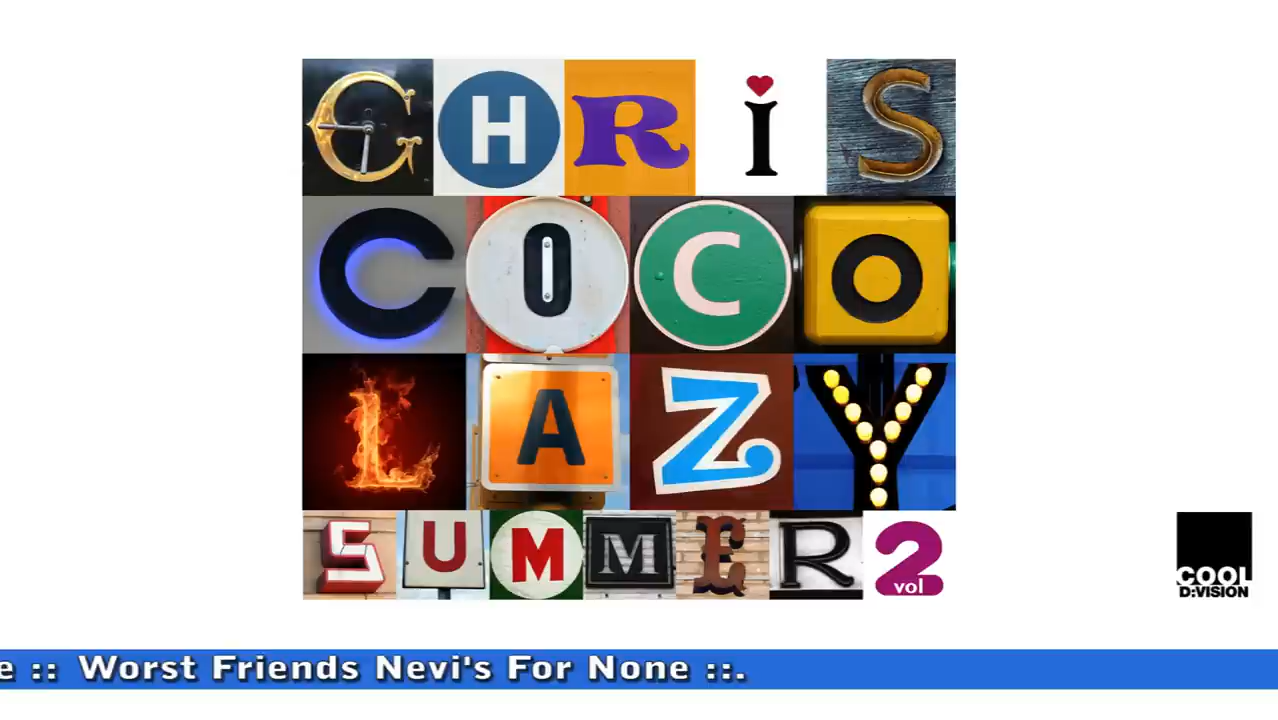 CHRiS
COCO
LAZY
SUMMER 2
vol
COOL
D:VISION
e :: Worst Friends Nevi's For None ::.